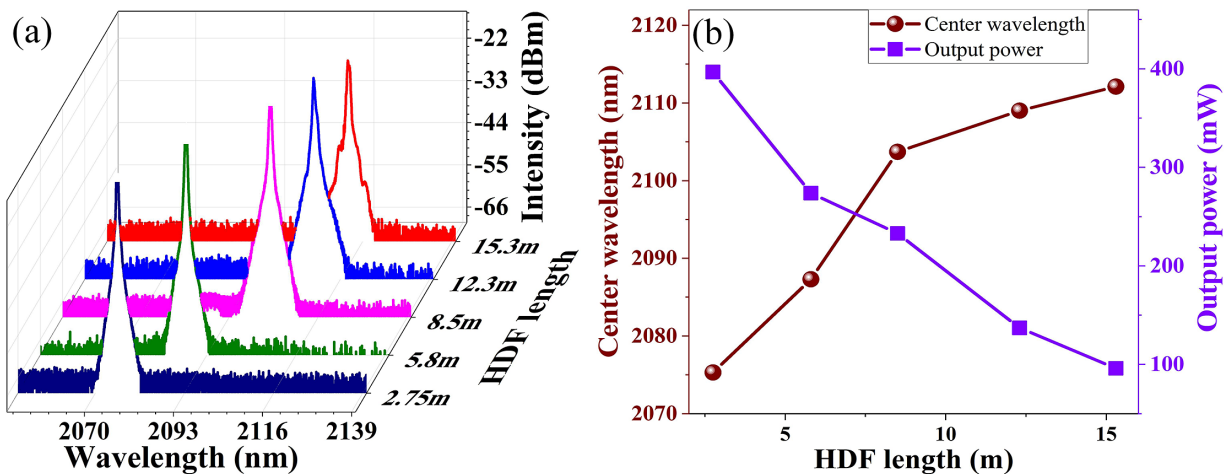 (a)
-22
-33
-44
-55
-66
Intensity (dBm)
15.3m
12.3m
8.5m
5.8m
2.75m
HDF length
2070 2093 2116 2139
Wavelength (nm)
(b)
Center wavelength
Output power
2120
2110
2100
2090
2080
2070
Center wavelength (nm)
400
300
200
100
Output power (mW)
5 10 15
HDF length (m)